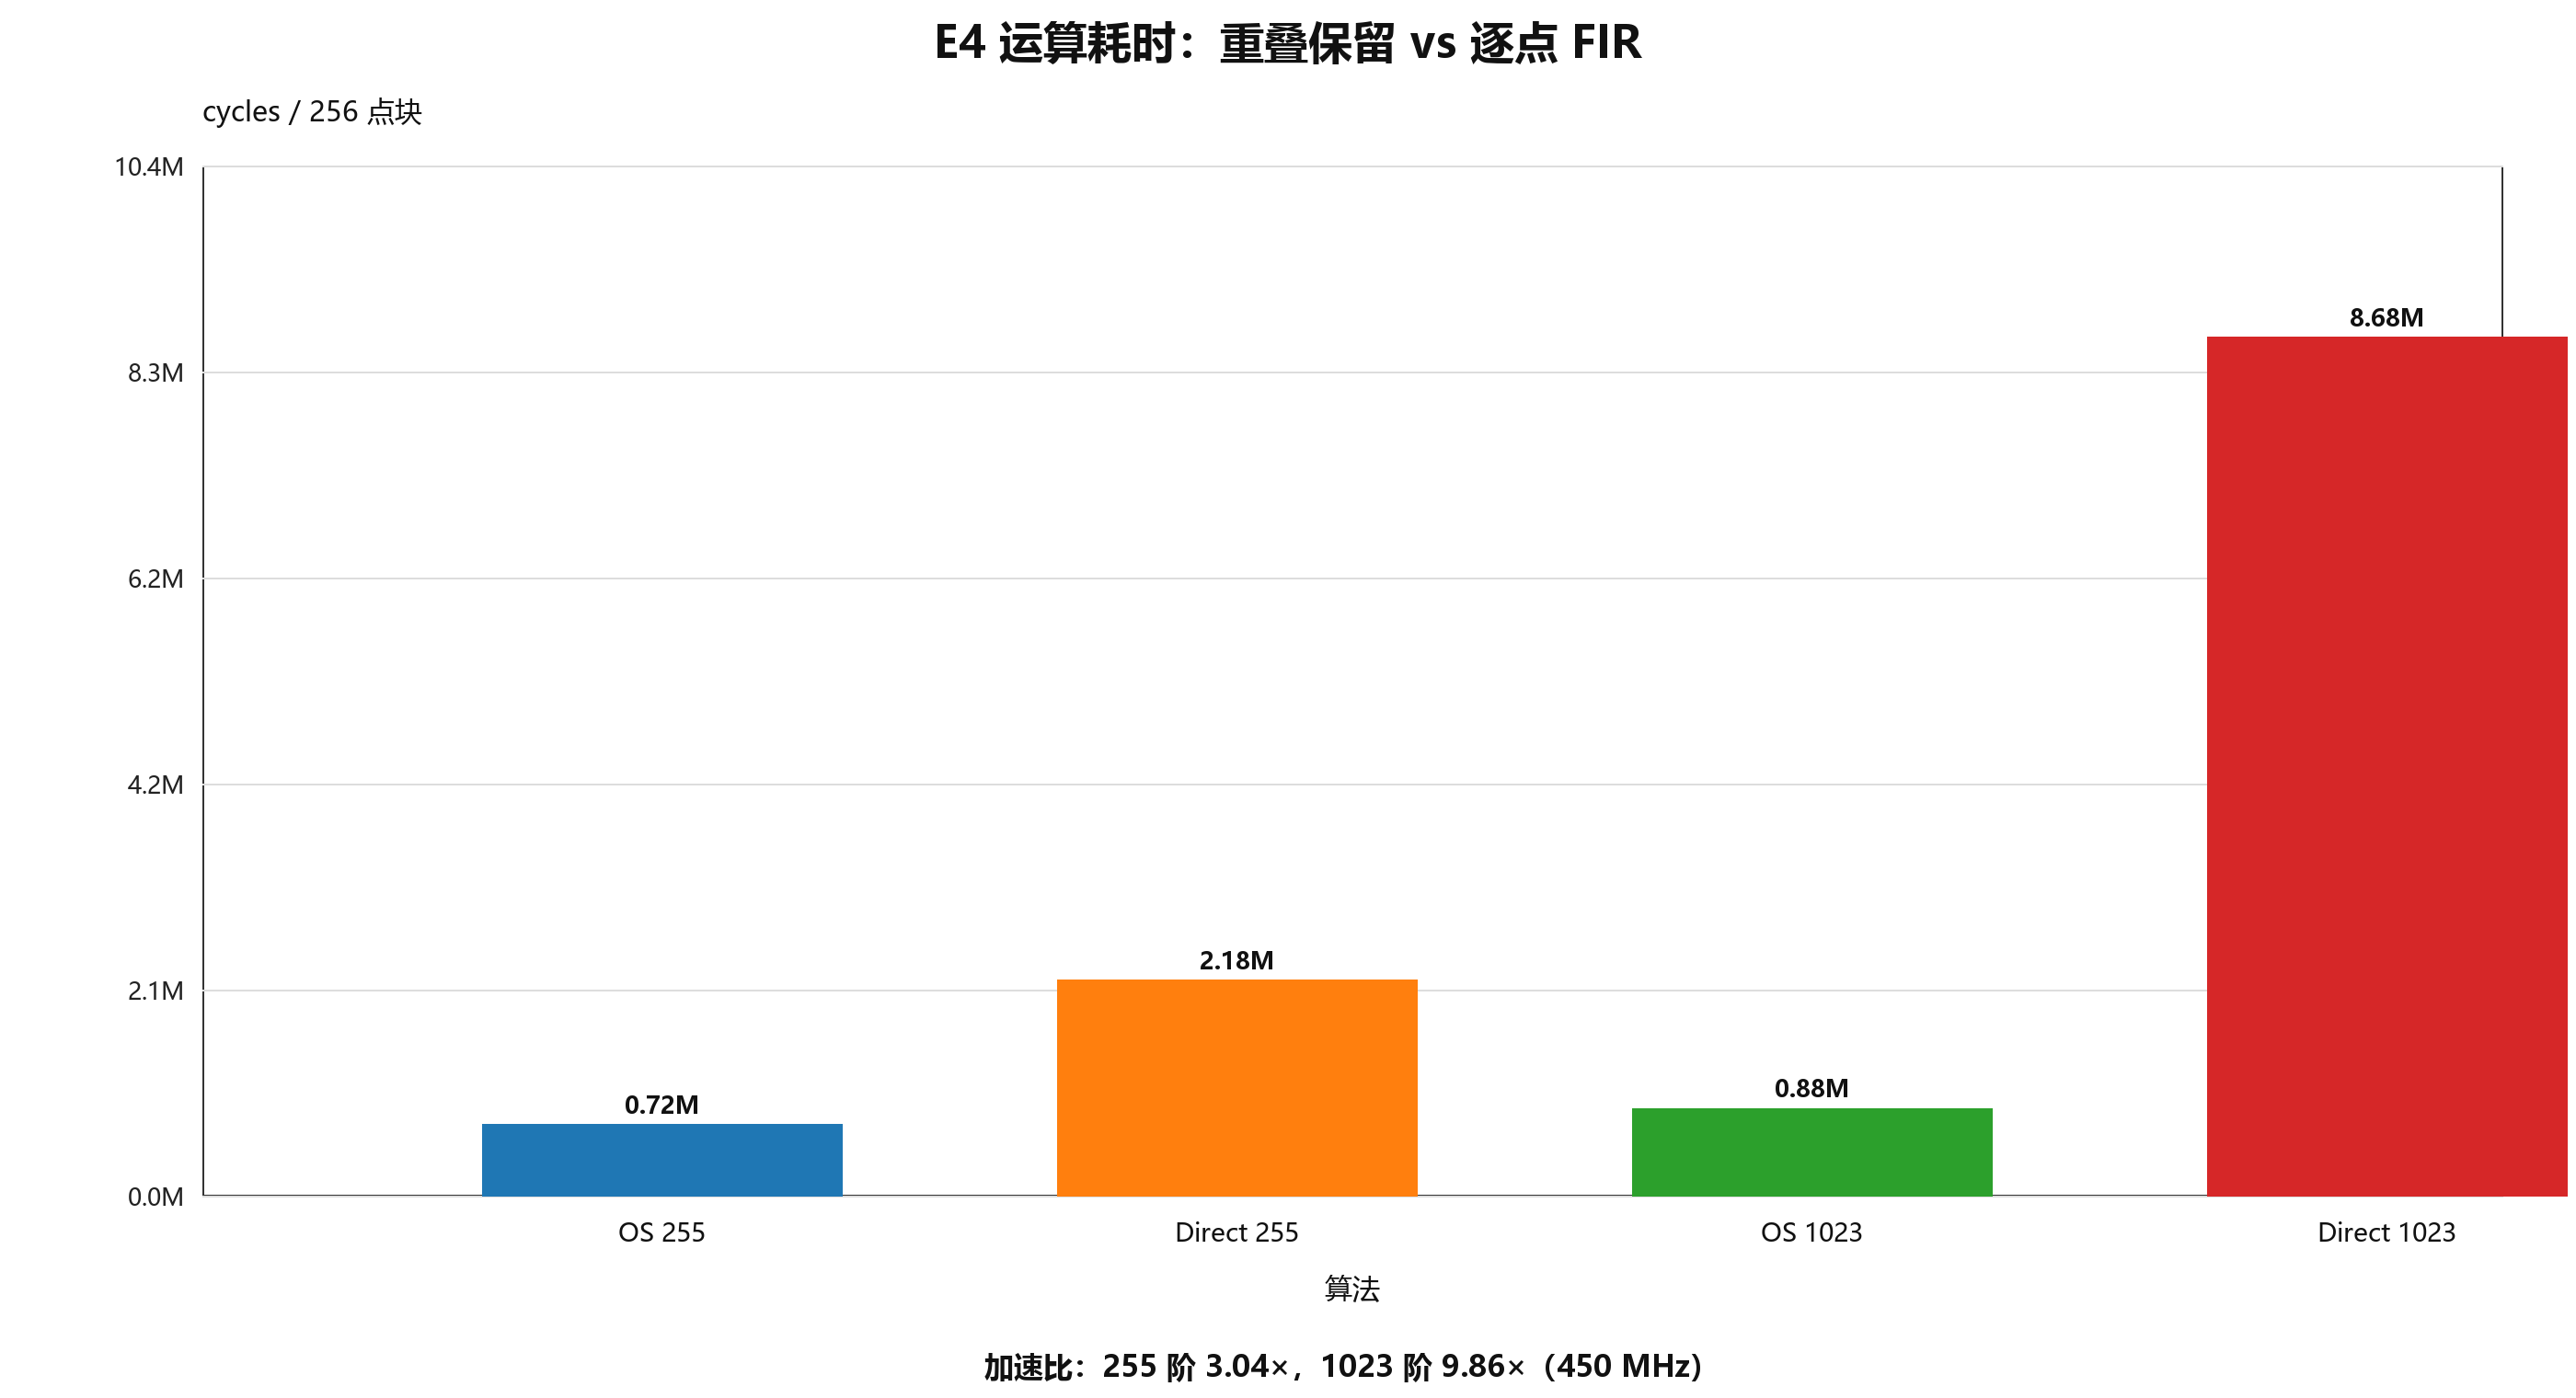 E4 运算耗时：重叠保留 vs 逐点 FIR
cycles / 256 点块
10.4M
8.3M
6.2M
4.2M
2.1M
0.0M
0.72M
2.18M
0.88M
8.68M
OS 255
Direct 255
OS 1023
Direct 1023
算法
加速比：255 阶 3.04×，1023 阶 9.86×（450 MHz）